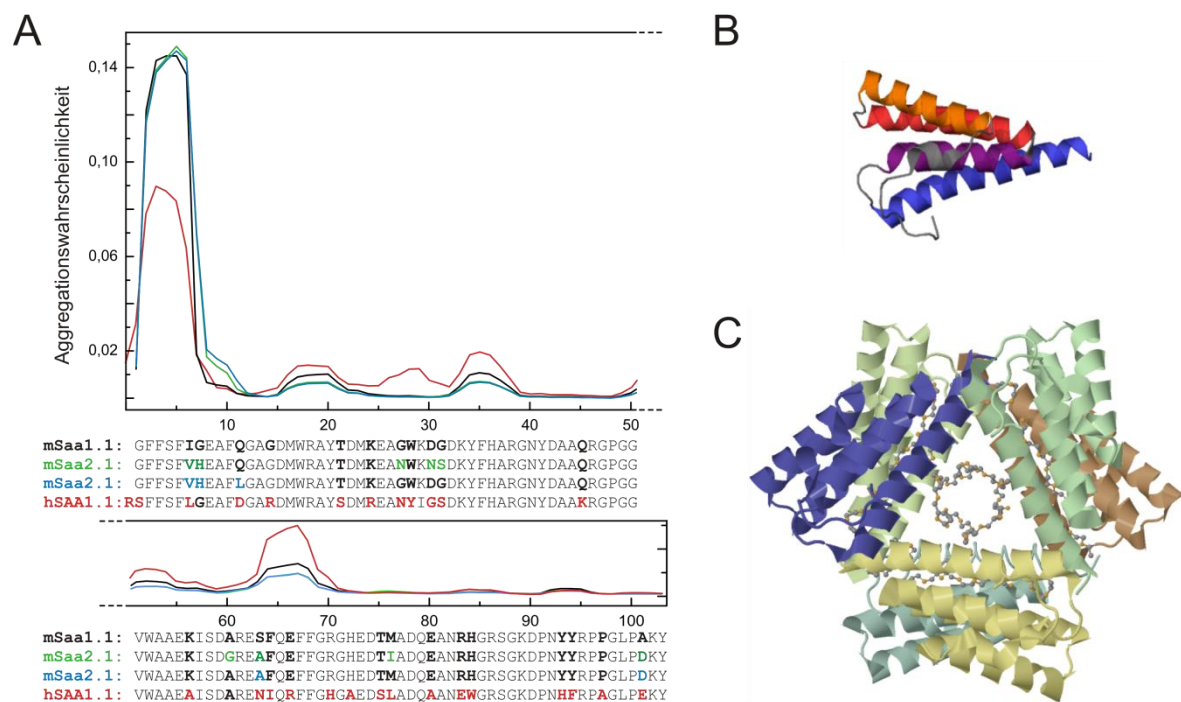 A
B
C
Aggregationswahrscheinlichkeit
0,14
0,10
0,06
0,02
10 20 30 40 50
mSaa1.1: GFFSFIGEAFQGAGDMWRAYTDMKEAGWKDGDKYFHARGNYDAAQRGPGG
mSaa2.1: GFFSFVHEAFQGAGDMWRAYTDMKEANWKNSDKYFHARGNYDAAQRGPGG
mSaa2.1: GFFSFVHEAFLGAGDMWRAYTDMKEAGWKDGDKYFHARGNYDAAQRGPGG
hSAA1.1: RSFFSFLGEAFDGARDMWRAYSDMREANYIGSDKYFHARGNYDAAKRGPGG
60 70 80 90 100
mSaa1.1: VWAAEKISDARESFQEFFGRGHEDTMADQEANRHGRSGKDPNYYRPPGLPAKY
mSaa2.1: VWAAEKISDGREAFQEFFGRGHEDTIADQEANRHGRSGKDPNYYRPPGLPDKY
mSaa2.1: VWAAEKISDAREAFQEFFGRGHEDTMADQEANRHGRSGKDPNYYRPPGLPDKY
hSAA1.1: VWAAEAISDARENIQRFFGHGAEDSLADQAANEWGRSGKDPNHFRPAGLPEKY